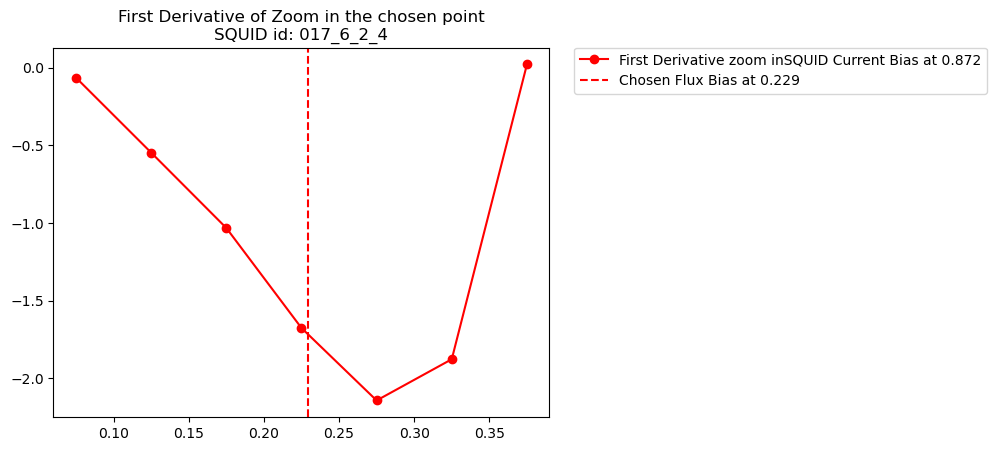 First Derivative of Zoom in the chosen point
SQUID id: 017_6_2_4
First Derivative zoom inSQUID Current Bias at 0.872
Chosen Flux Bias at 0.229
0.0
−0.5
−1.0
−1.5
−2.0
0.10 0.15 0.20 0.25 0.30 0.35